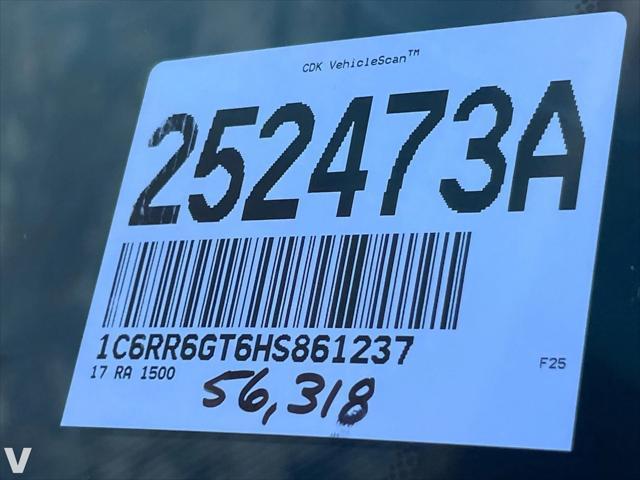 CDK VehicleScan™
252473A
1C6RR6GT6HS861237
17 RA 1500
F25
56,318
V